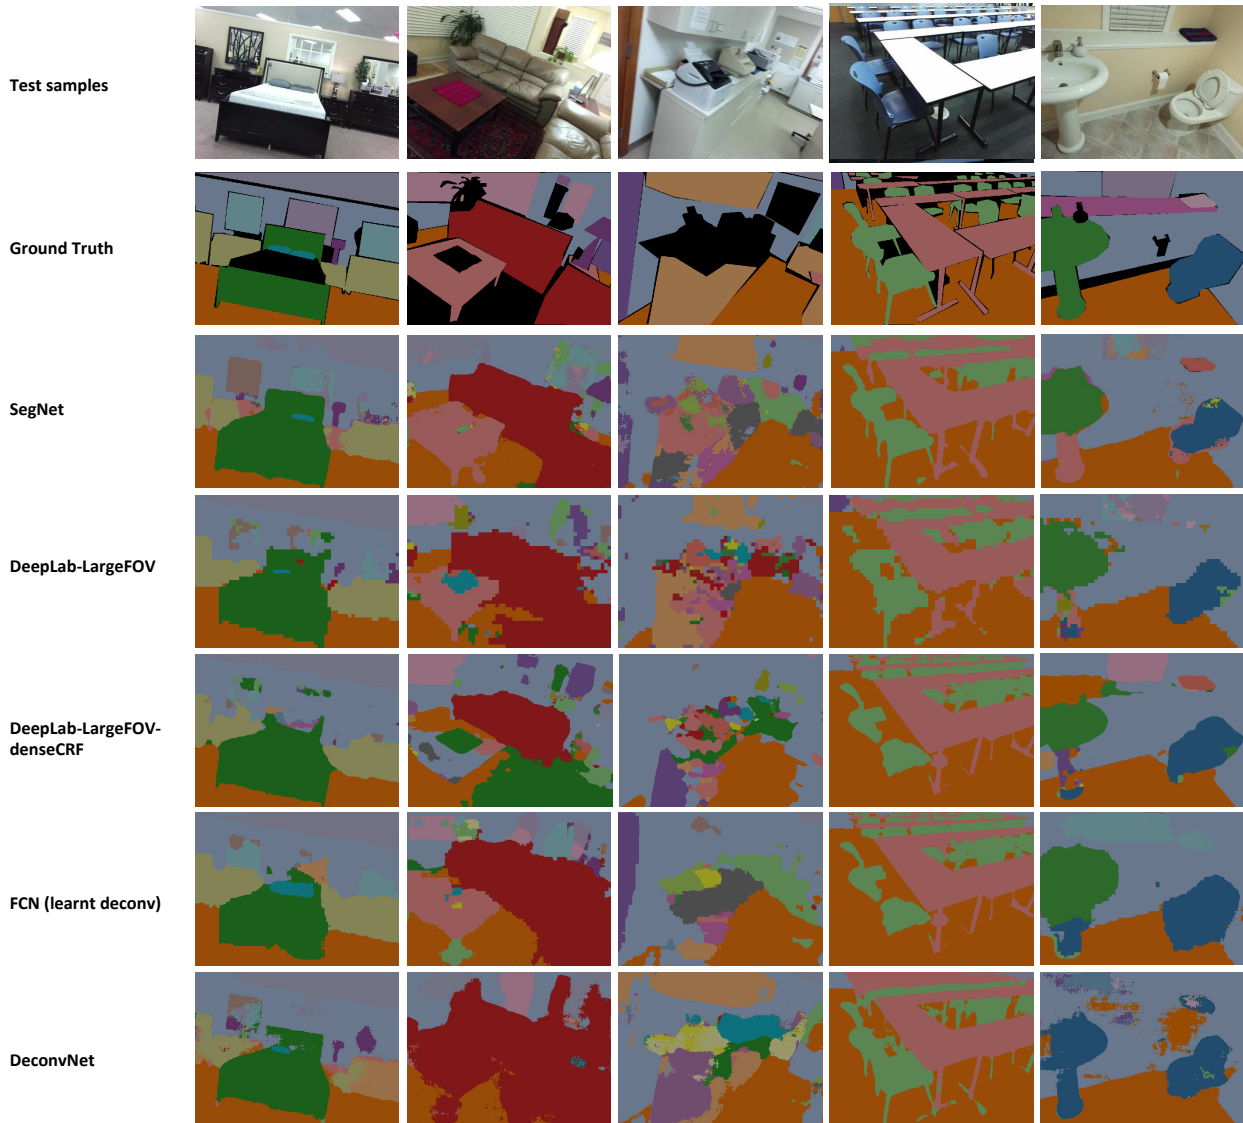 Test samples
Ground Truth
SegNet
DeepLab-LargeFOV
DeepLab-LargeFOV-
denseCRF
FCN (learnt deconv)
DeconvNet